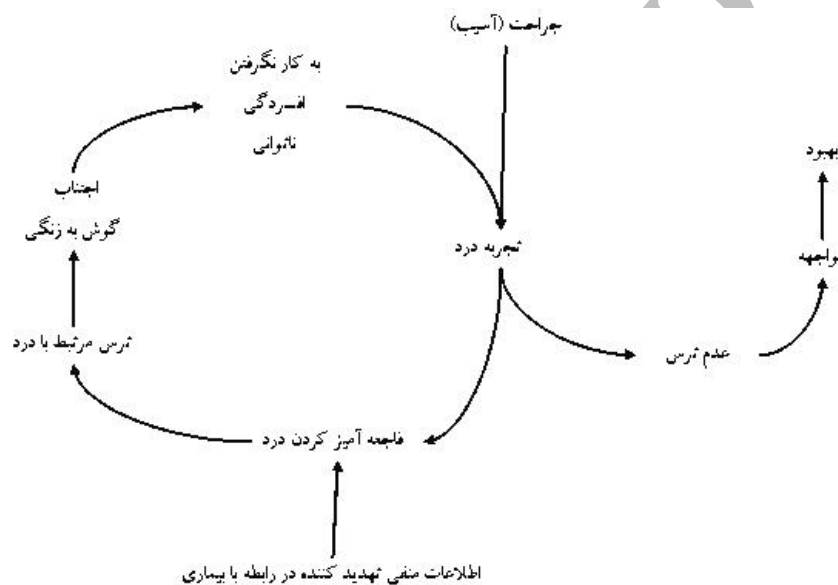 جراحت (آسیب)
به کار نگرفتن
افسردگی
ناتوانی
بهبود
اجتناب
گوش به زنگی
تجربه درد
مواجهه
ترس مرتبط با درد
عدم ترس
فاجعه آمیز کردن درد
اطلاعات منفی تهدید کننده در رابطه با بیماری